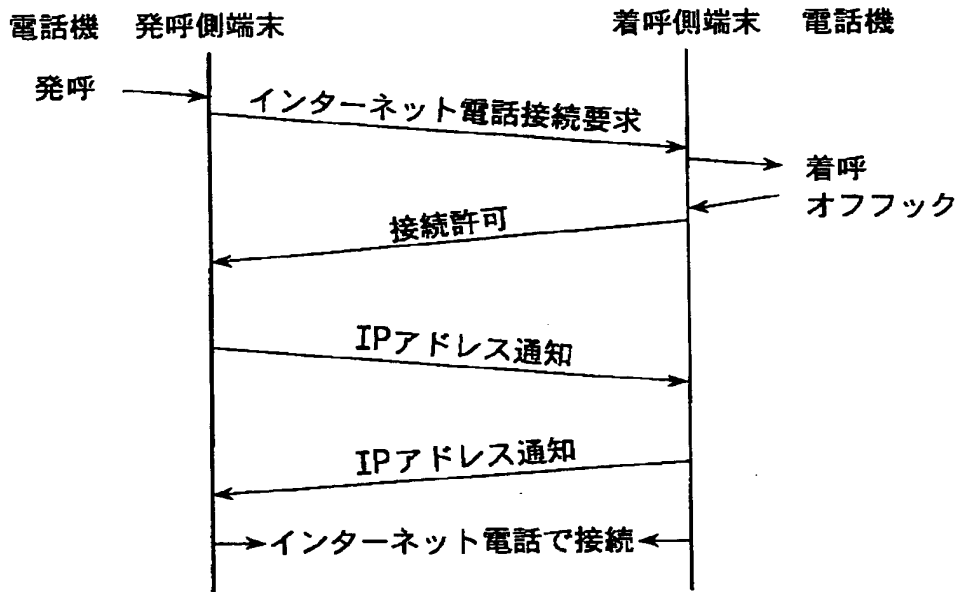 電話機 発呼側端末 着呼側端末 電話機
発呼
インターネット電話接続要求
着呼
オフフック
接続許可
IPアドレス通知
IPアドレス通知
インターネット電話で接続